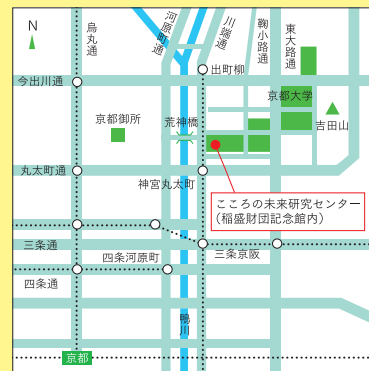 N
烏丸通
河原町通
川端通
鞠小路通
東大路通
今出川通
出町柳
京都大学
京都御所
荒神橋
吉田山
丸太町通
神宮丸太町
こころの未来研究センター
（稲盛財団記念館内）
三条通
四条河原町
三条京阪
四条通
鴨川
京都